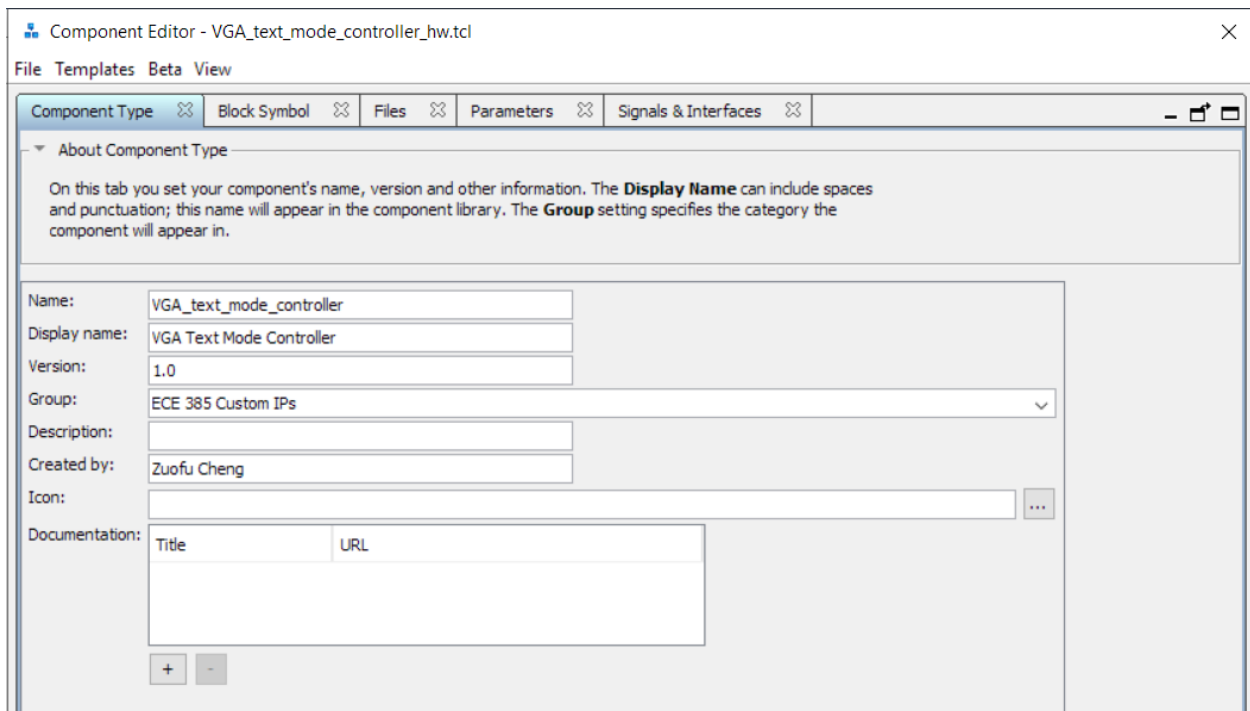 Component Editor - VGA_text_mode_controller_hw.tcl
File Templates Beta View
Component Type Block Symbol Files Parameters Signals & Interfaces
About Component Type
On this tab you set your component's name, version and other information. The Display Name can include spaces
and punctuation; this name will appear in the component library. The Group setting specifies the category the
component will appear in.
Name: VGA_text_mode_controller
Display name: VGA Text Mode Controller
Version: 1.0
Group: ECE 385 Custom IPs
Description:
Created by: Zuofu Cheng
Icon: ...
Documentation: Title URL
+ -